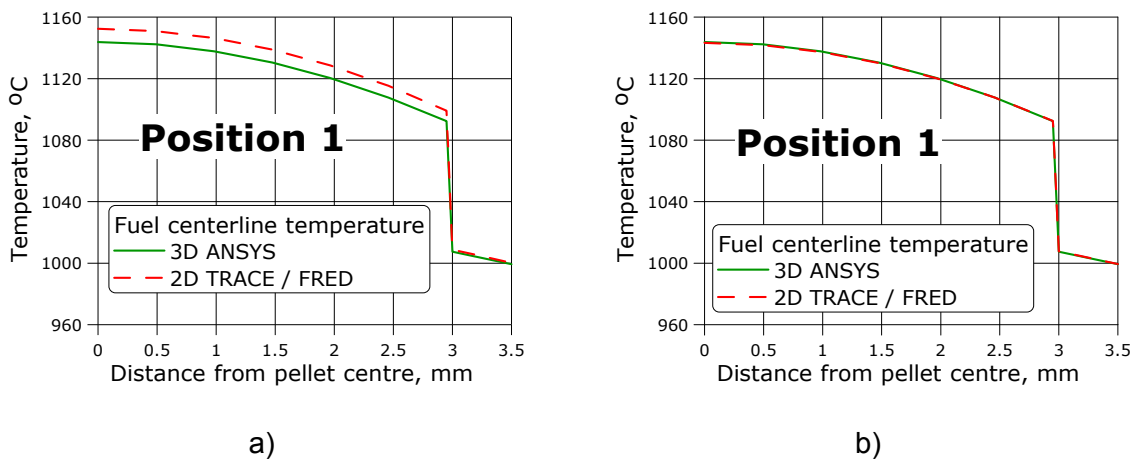 1160
1120
1080
1040
1000
960
Temperature, ºC
Position 1
Fuel centerline temperature
3D ANSYS
2D TRACE / FRED
0 0.5 1 1.5 2 2.5 3 3.5
Distance from pellet centre, mm
a)
1160
1120
1080
1040
1000
960
Temperature, ºC
Position 1
Fuel centerline temperature
3D ANSYS
2D TRACE / FRED
0 0.5 1 1.5 2 2.5 3 3.5
Distance from pellet centre, mm
b)